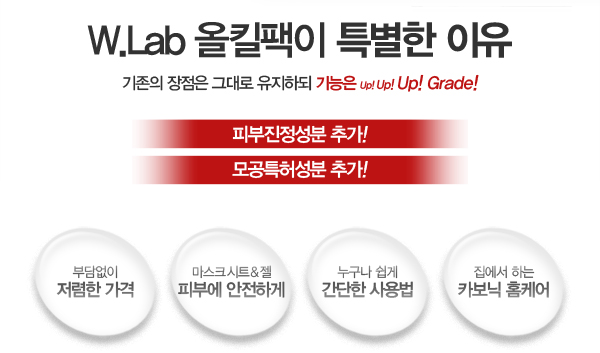 W.Lab 올킬팩이 특별한 이유
기존의 장점은 그대로 유지하되 기능은 Up! Up! Up! Grade!
피부진정성분 추가!
모공특허성분 추가!
부담없이
저렴한 가격
마스크시트&젤
피부에 안전하게
누구나 쉽게
간단한 사용법
집에서 하는
카보닉 홈케어